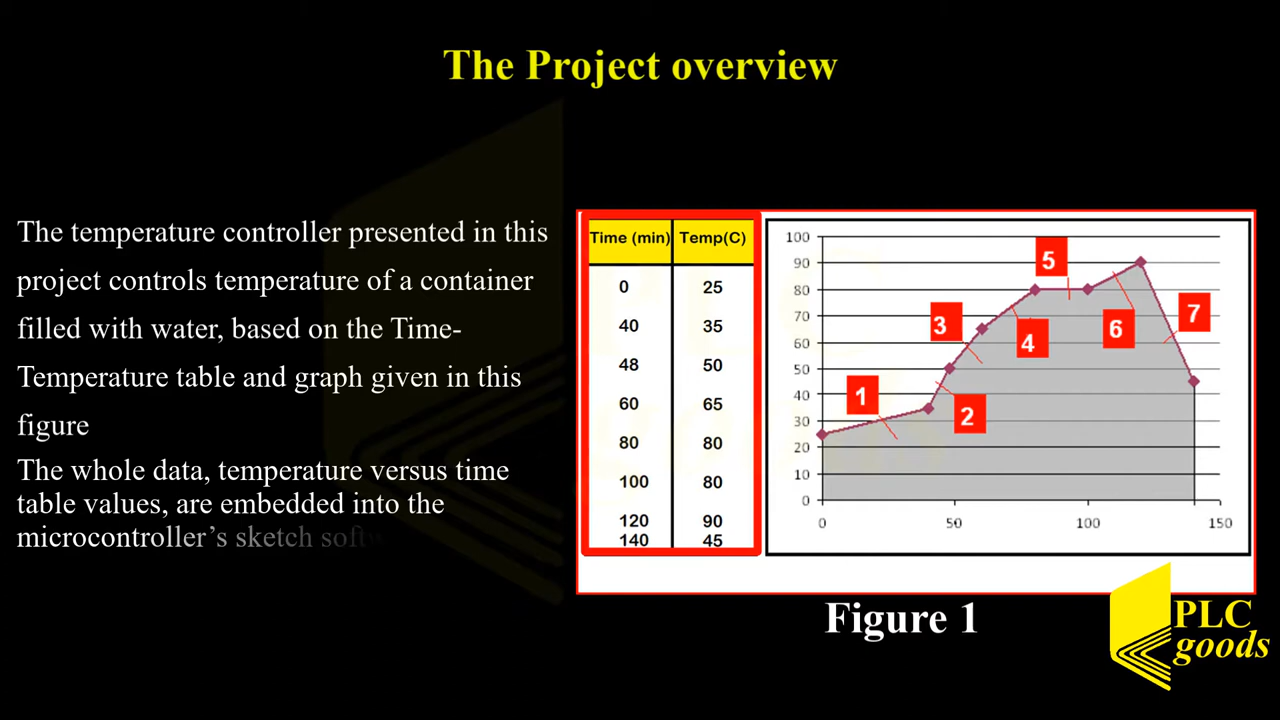 The Project overview
The temperature controller presented in this
project controls temperature of a container
filled with water, based on the Time-
Temperature table and graph given in this
figure
The whole data, temperature versus time
table values, are embedded into the
microcontroller's sketch
Time (min) Temp(C)
0 25
40 35
48 50
60 65
80 80
100 80
120 90
140 45
100
90
80
70
60
50
40
30
20
10
0
0 50 100 150
1
2
3
4
5
6
7
Figure 1
PLC
goods